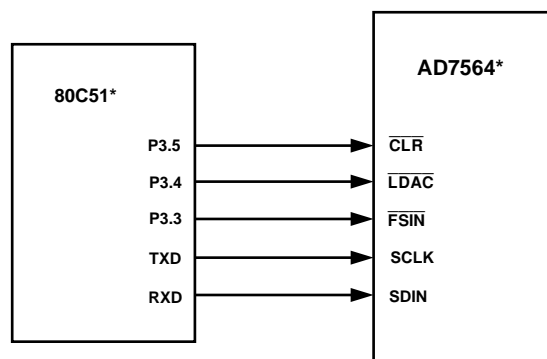 80C51*
AD7564*
P3.5
CLR
P3.4
LDAC
P3.3
FSIN
TXD
SCLK
RXD
SDIN